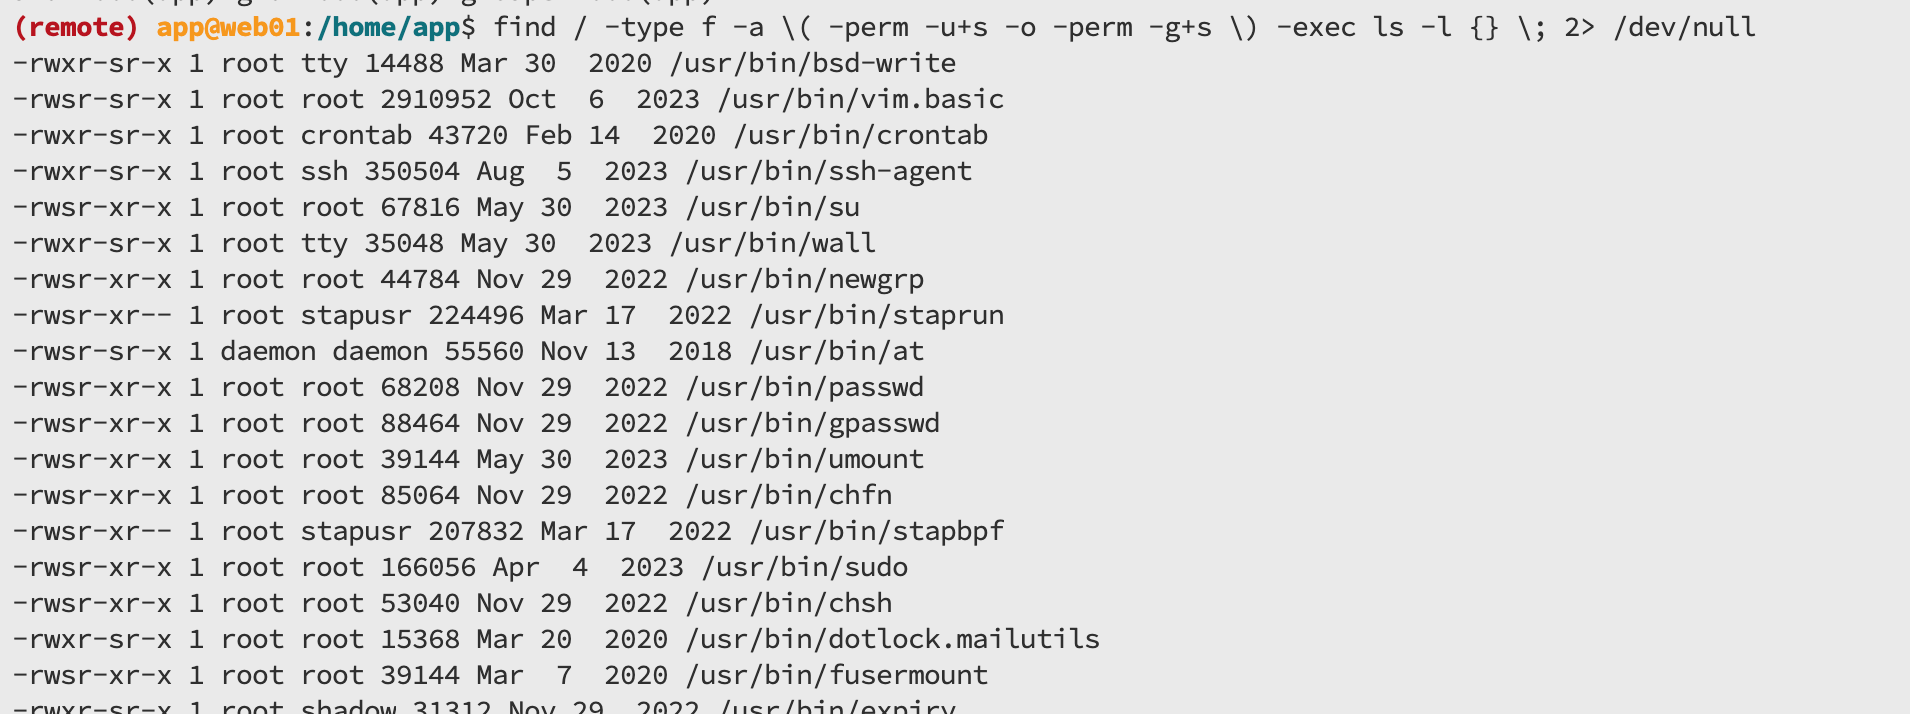 (remote) app@web01:/home/app$ find / -type f -a \( -perm -u+s -o -perm -g+s \) -exec ls -l {} \; 2> /dev/null
-rwxr-sr-x 1 root tty 14488 Mar 30  2020 /usr/bin/bsd-write
-rwsr-sr-x 1 root root 2910952 Oct  6  2023 /usr/bin/vim.basic
-rwxr-sr-x 1 root crontab 43720 Feb 14  2020 /usr/bin/crontab
-rwxr-sr-x 1 root ssh 350504 Aug  5  2023 /usr/bin/ssh-agent
-rwsr-xr-x 1 root root 67816 May 30  2023 /usr/bin/su
-rwxr-sr-x 1 root tty 35048 May 30  2023 /usr/bin/wall
-rwsr-xr-x 1 root root 44784 Nov 29  2022 /usr/bin/newgrp
-rwsr-xr-- 1 root stapusr 224496 Mar 17  2022 /usr/bin/staprun
-rwsr-sr-x 1 daemon daemon 55560 Nov 13  2018 /usr/bin/at
-rwsr-xr-x 1 root root 68208 Nov 29  2022 /usr/bin/passwd
-rwsr-xr-x 1 root root 88464 Nov 29  2022 /usr/bin/gpasswd
-rwsr-xr-x 1 root root 39144 May 30  2023 /usr/bin/umount
-rwsr-xr-x 1 root root 85064 Nov 29  2022 /usr/bin/chfn
-rwsr-xr-- 1 root stapusr 207832 Mar 17  2022 /usr/bin/stapbpf
-rwsr-xr-x 1 root root 166056 Apr  4  2023 /usr/bin/sudo
-rwsr-xr-x 1 root root 53040 Nov 29  2022 /usr/bin/chsh
-rwxr-sr-x 1 root root 15368 Mar 20  2020 /usr/bin/dotlock.mailutils
-rwsr-xr-x 1 root root 39144 Mar  7  2020 /usr/bin/fusermount
-rwxr-sr-x 1 root shadow 31312 Nov 29  2022 /usr/bin/expiry